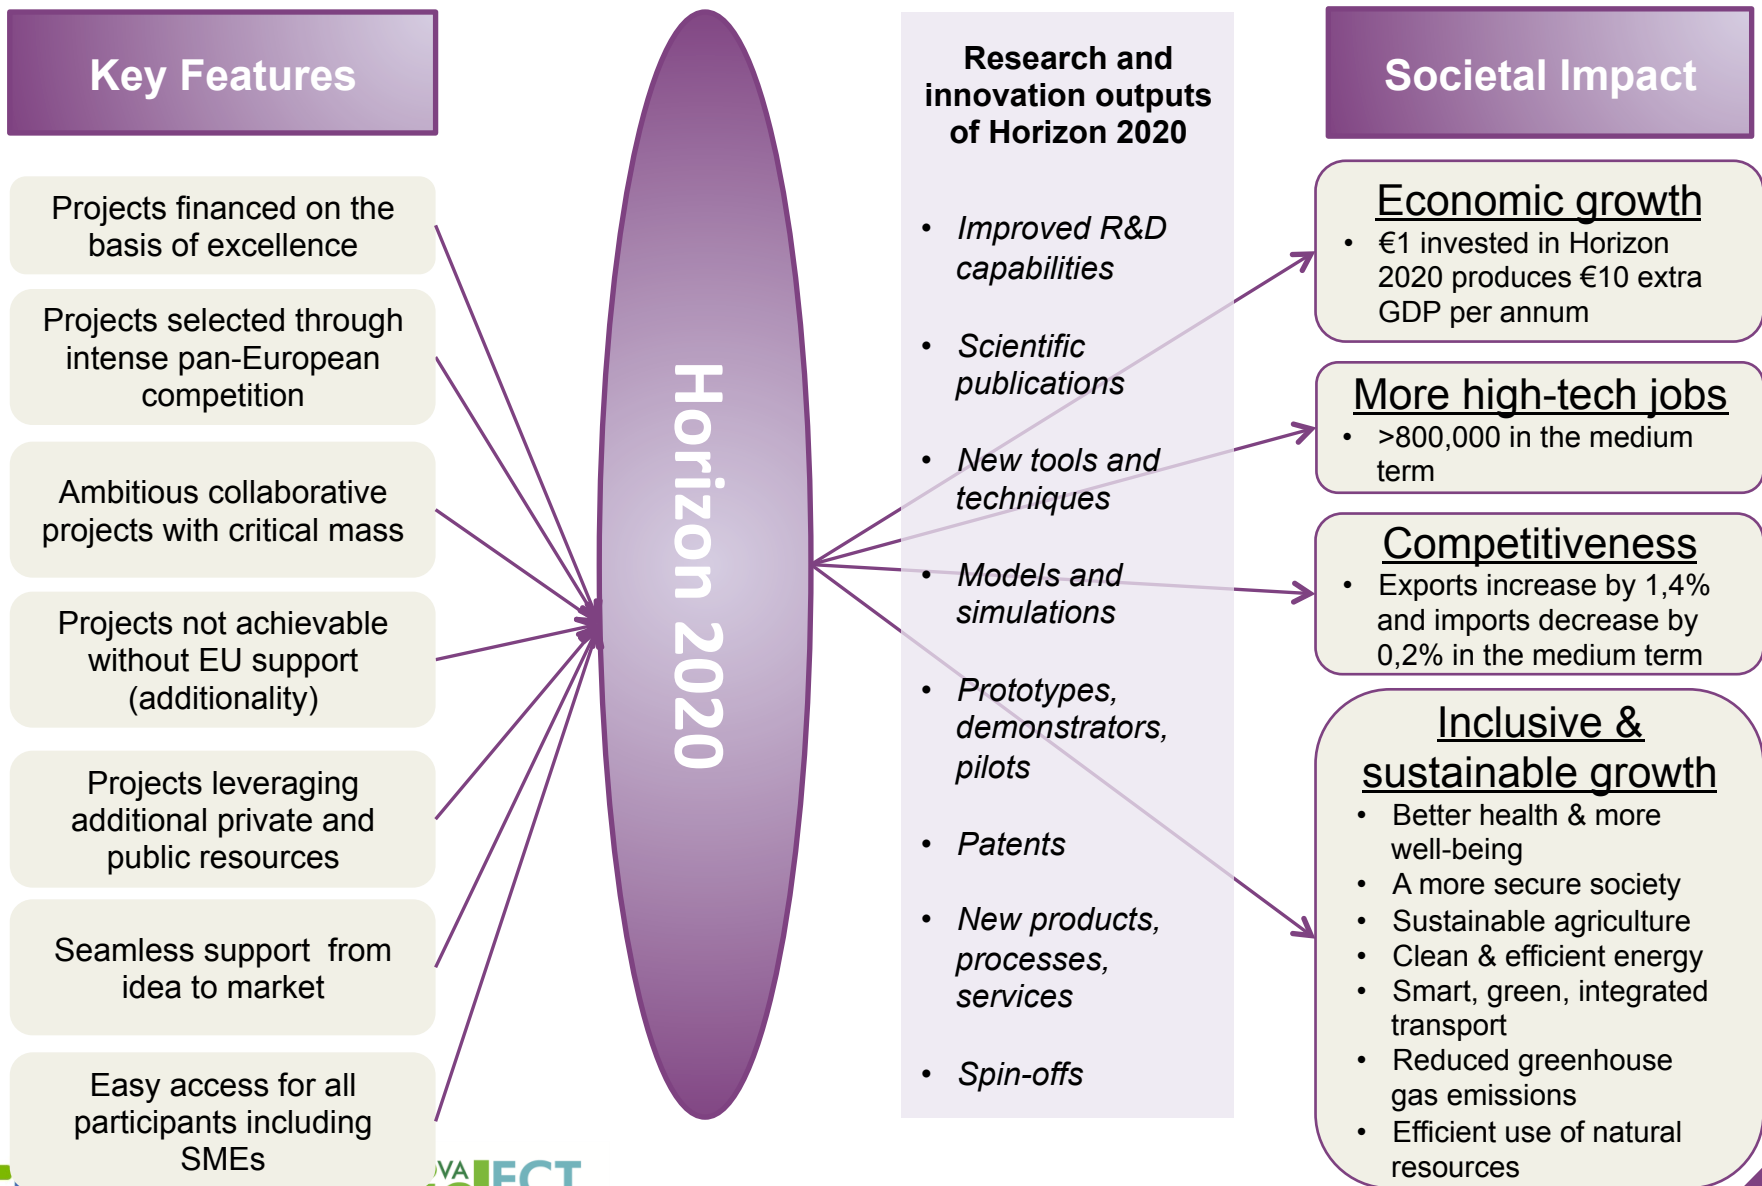 Key Features
Projects financed on the
basis of excellence
Projects selected through
intense pan-European
competition
Ambitious collaborative
projects with critical mass
Projects not achievable
without EU support
(additionality)
Projects leveraging
additional private and
public resources
Seamless support  from
idea to market
Easy access for all
participants including
SMEs
Horizon 2020
Research and
innovation outputs
of Horizon 2020
• Improved R&D
capabilities
• Scientific
publications
• New tools and
techniques
• Models and
simulations
• Prototypes,
demonstrators,
pilots
• Patents
• New products,
processes,
services
• Spin-offs
Societal Impact
Economic growth
• €1 invested in Horizon
2020 produces €10 extra
GDP per annum
More high-tech jobs
• >800,000 in the medium
term
Competitiveness
• Exports increase by 1,4%
and imports decrease by
0,2% in the medium term
Inclusive &
sustainable growth
• Better health & more
well-being
• A more secure society
• Sustainable agriculture
• Clean & efficient energy
• Smart, green, integrated
transport
• Reduced greenhouse
gas emissions
• Efficient use of natural
resources